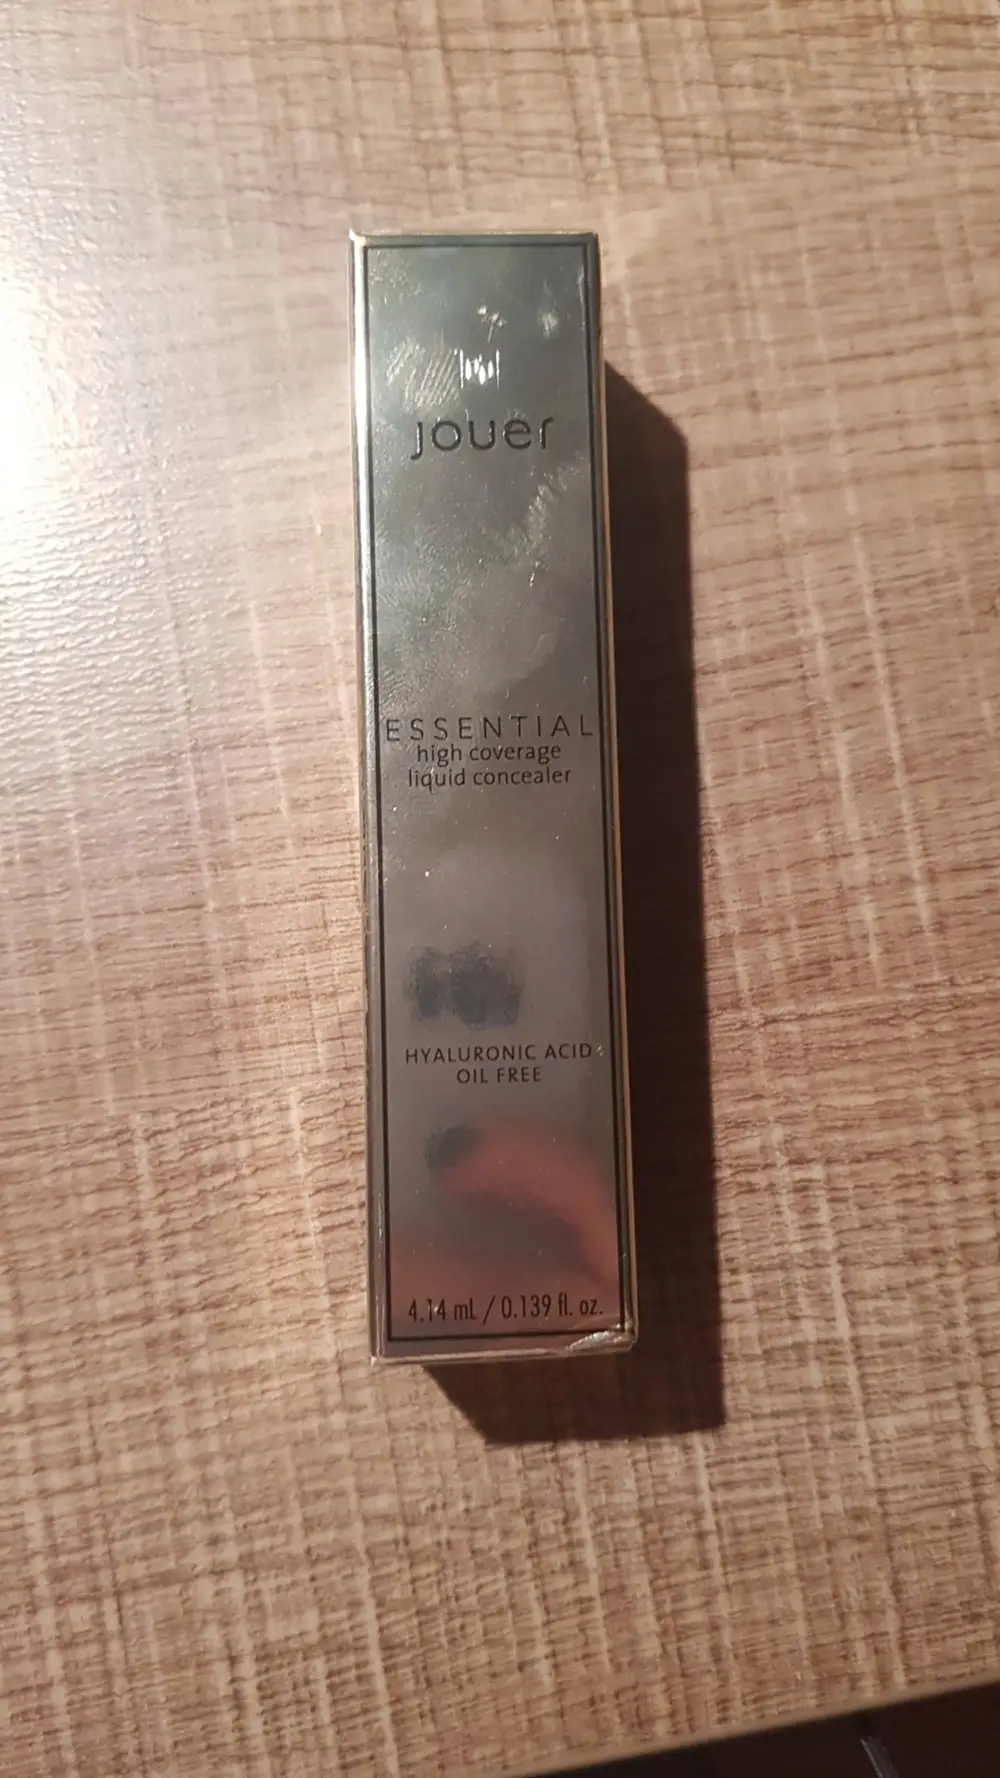 jouer
ESSENTIAL
high coverage
liquid concealer
HYALURONIC ACID
OIL FREE
4.14 mL / 0.139 fl. oz.